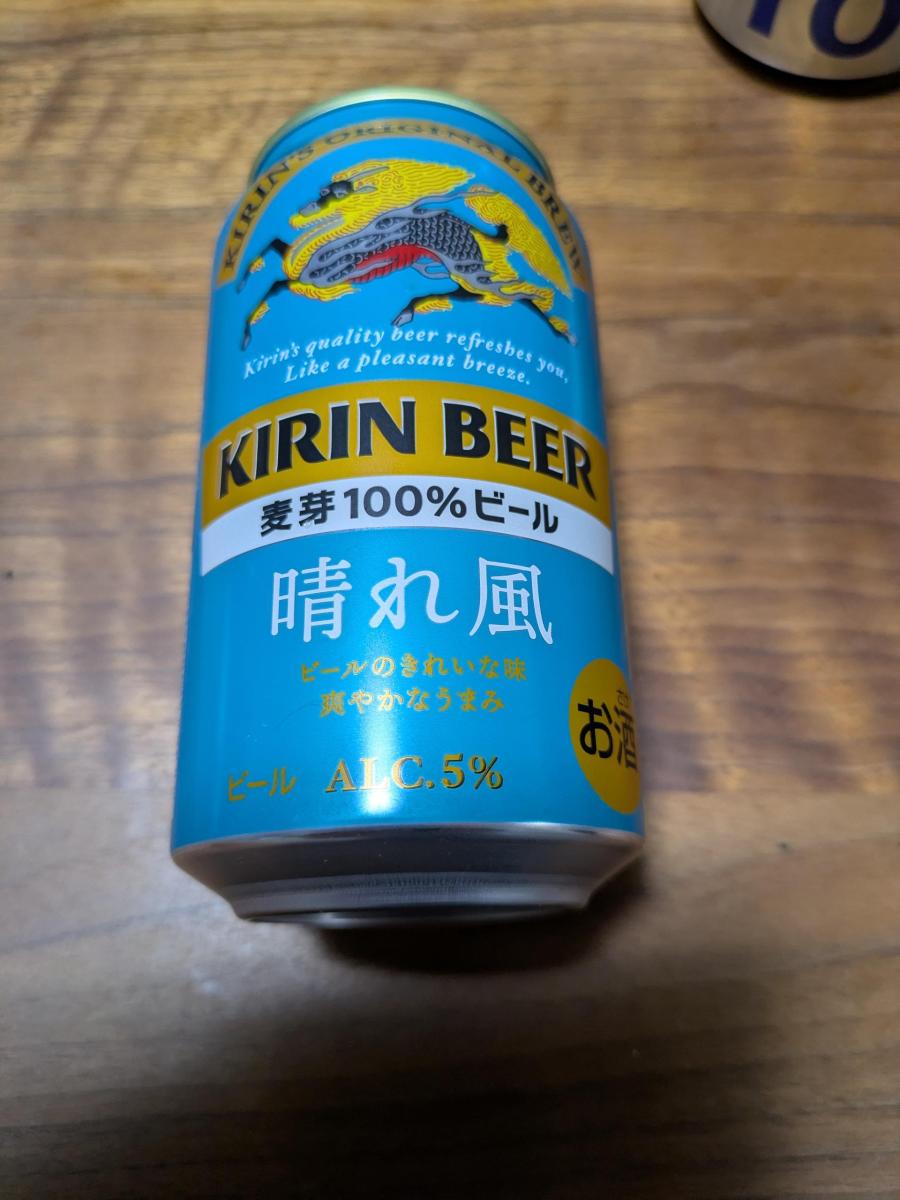 10
KIRIN'S ORIGINAL BREW
Kirin's quality beer refreshes you,
Like a pleasant breeze.
KIRIN BEER
麦芽100%ビール
晴れ風
ビールのきれいな味
爽やかなうまみ
お酒
ビール ALC.5%